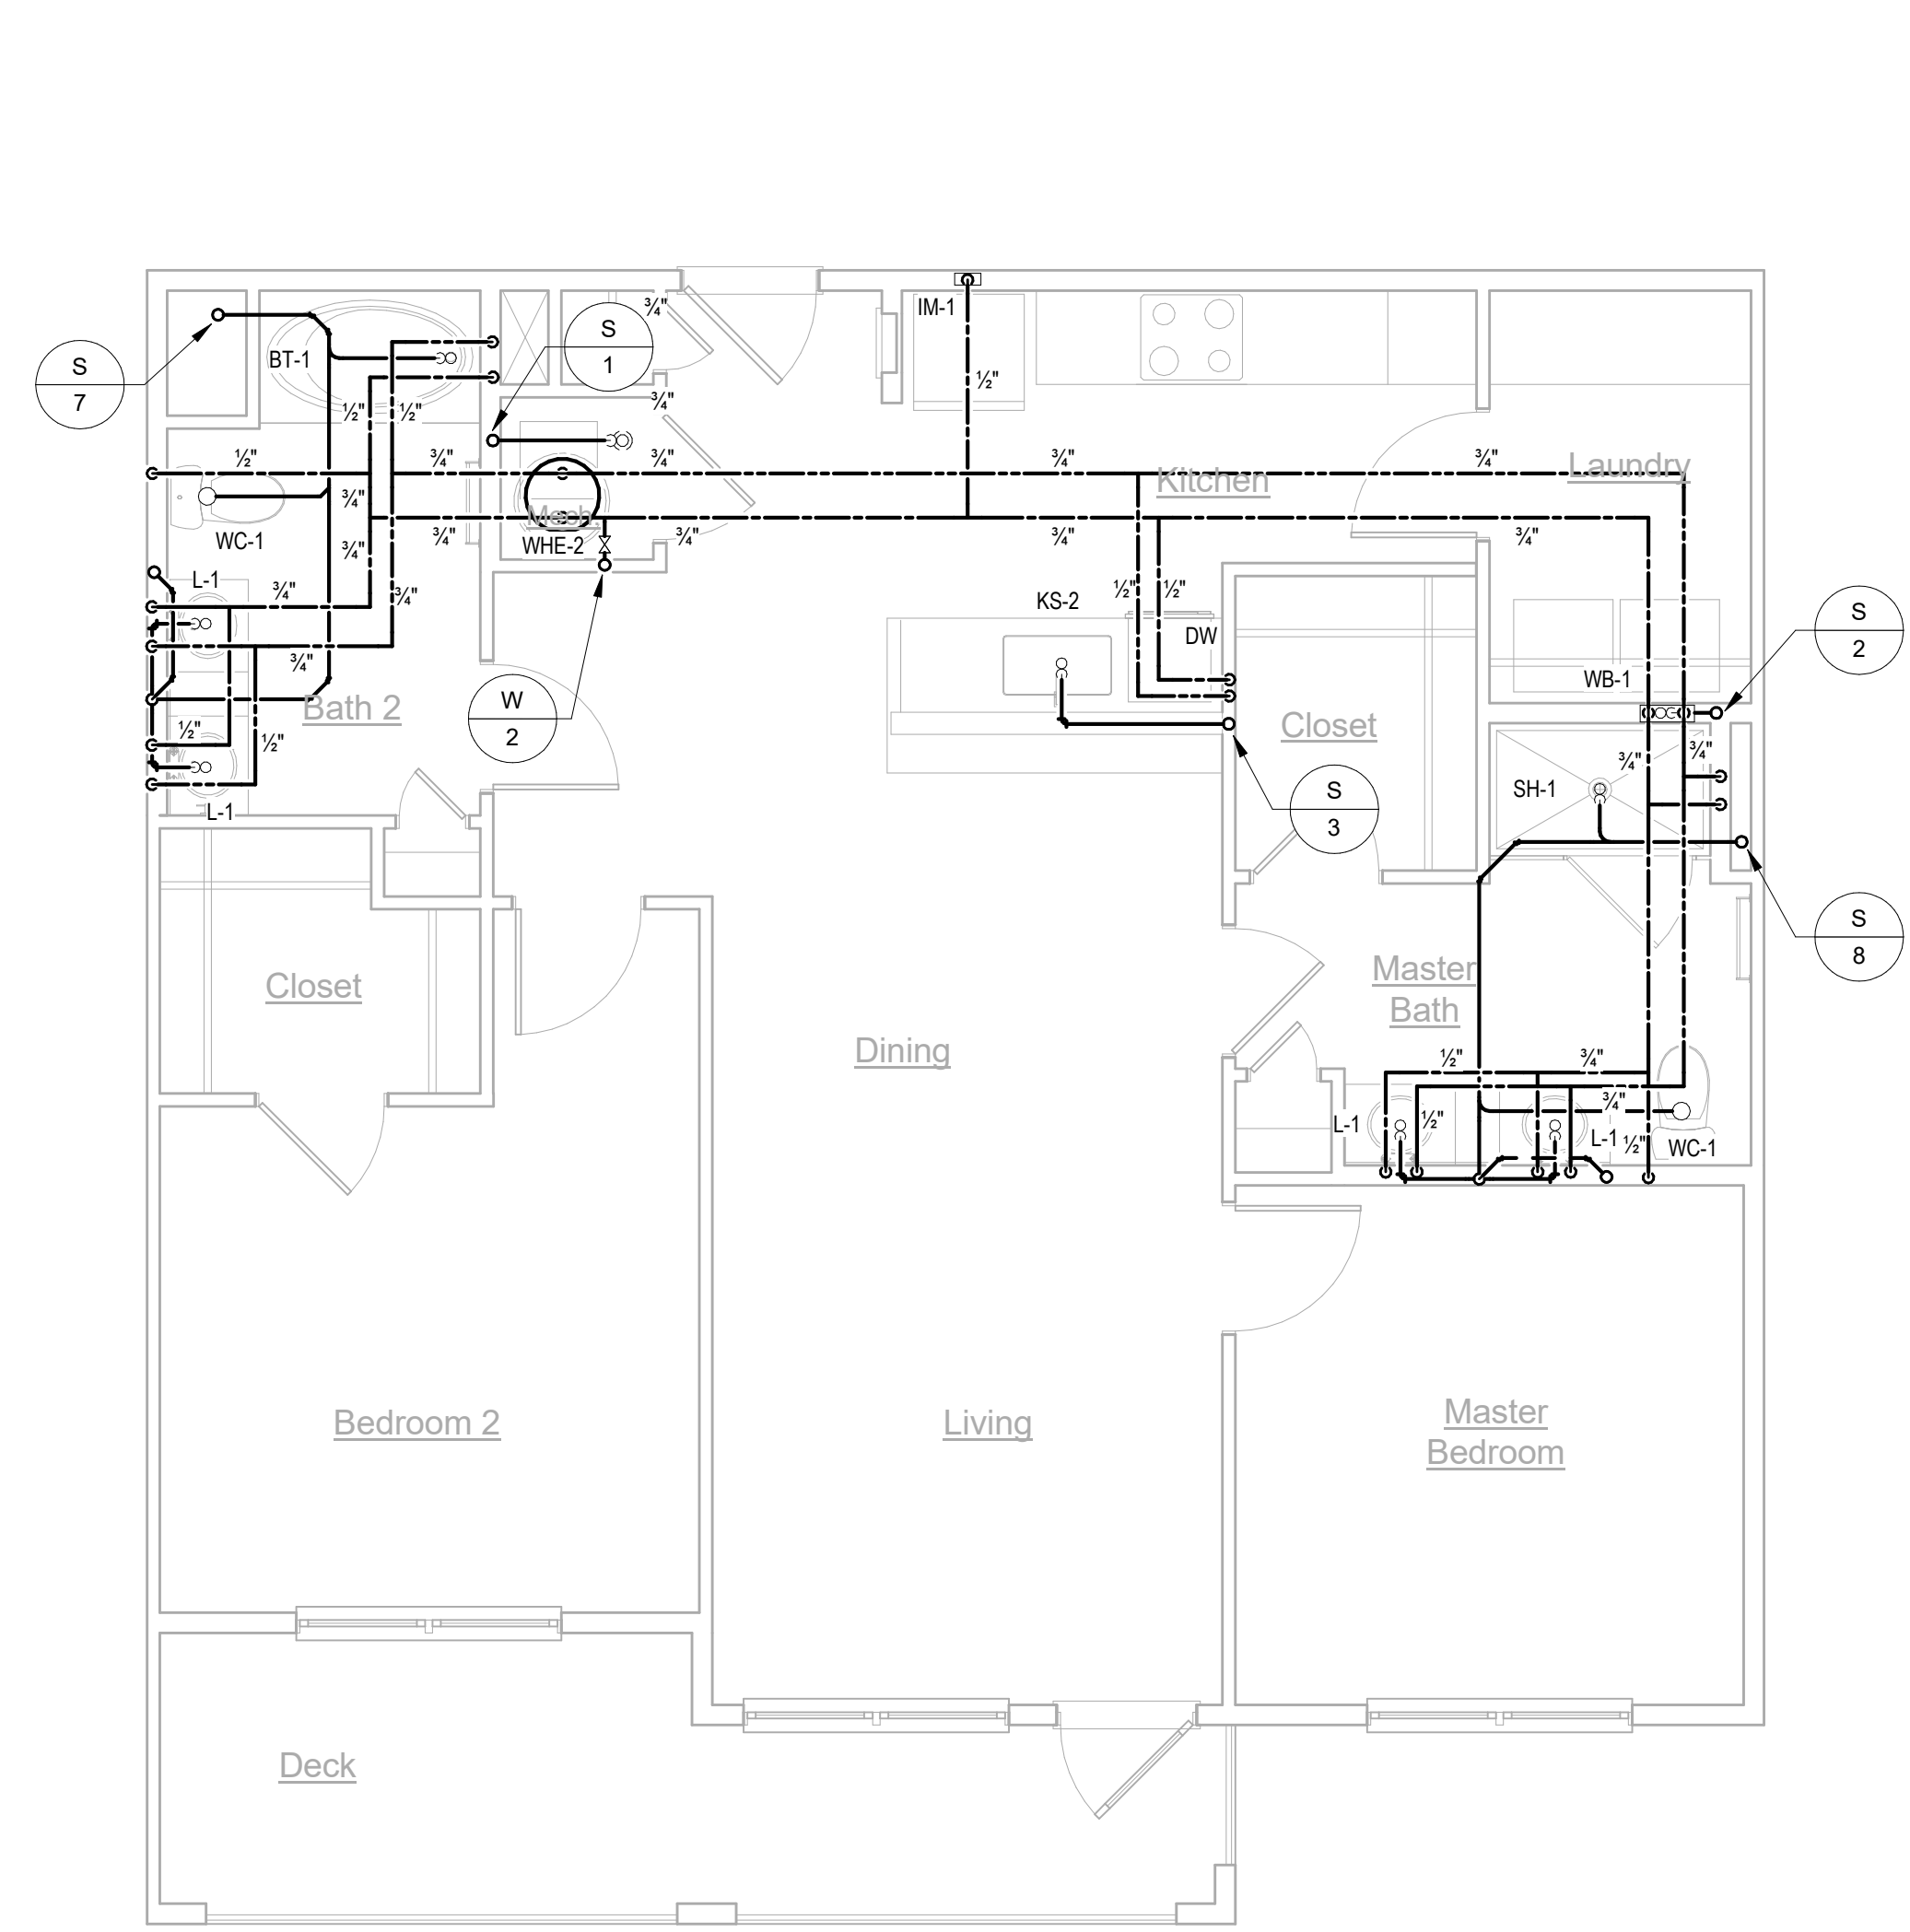 ¾"
IM-1
S
1
BT-1
S
7
½"
¾"
½"
½"
½"
¾"
¾"
¾"
¾"
Laundry
Kitchen
¾"
Mech.
WC-1
¾"
WHE-2
¾"
¾"
¾"
¾"
L-1
¾"
¾"
½"
½"
KS-2
S
2
DW
¾"
WB-1
W
2
Bath 2
½"
½"
Closet
¾"
¾"
SH-1
L-1
S
3
S
8
Master
Bath
Closet
Dining
½"
¾"
¾"
L-1
½"
L-1
½"
WC-1
Bedroom 2
Living
Master
Bedroom
Deck